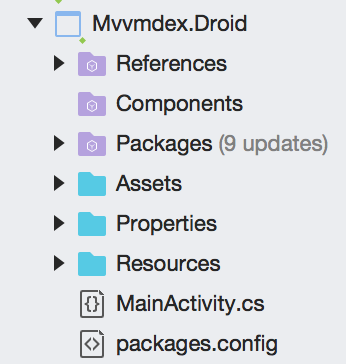 Mvvmdex.Droid
References
Components
Packages (9 updates)
Assets
Properties
Resources
MainActivity.cs
packages.config